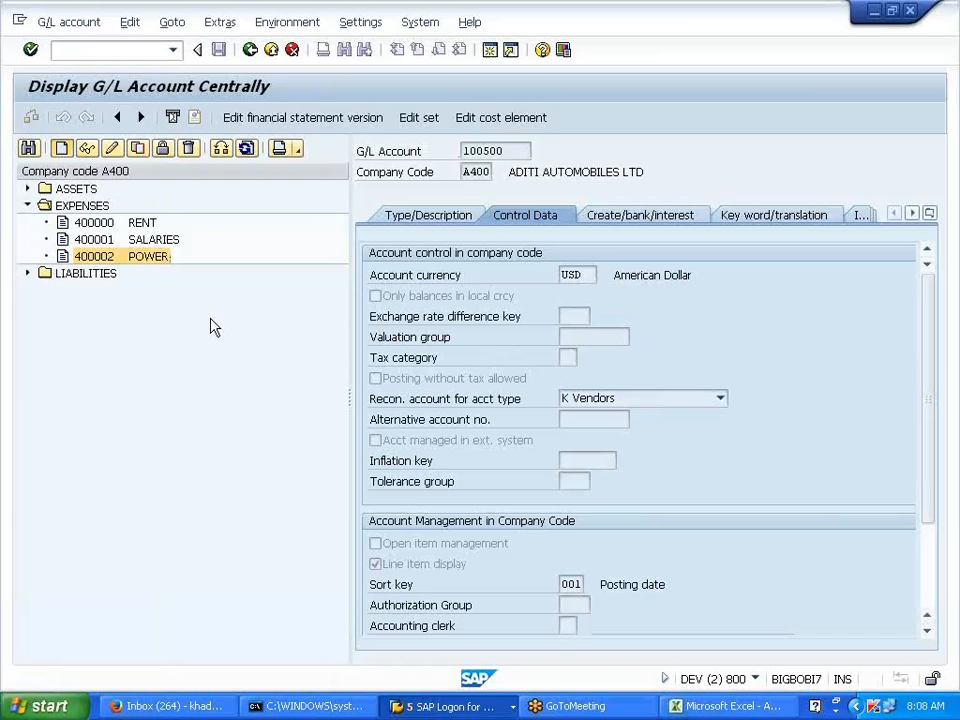 G/L account Edit Goto Extras Environment Settings System Help
Display G/L Account Centrally
Edit financial statement version Edit set Edit cost element
G/L Account 100500
Company code A400
Company Code A400 ADITI AUTOMOBILES LTD
ASSETS
EXPENSES
400000 RENT
400001 SALARIES
400002 POWER
LIABILITIES
Type/Description Control Data Create/bank/interest Key word/translation I...
Account control in company code
Account currency USD American Dollar
Only balances in local crcy
Exchange rate difference key
Valuation group
Tax category
Posting without tax allowed
Recon. account for acct type K Vendors
Alternative account no.
Acct managed in ext. system
Inflation key
Tolerance group
Account Management in Company Code
Open item management
Line item display
Sort key 001 Posting date
Authorization Group
Accounting clerk
SAP DEV (2) 800 BIGBOBI7 INS
start Inbox (264) - khad... C:\WINDOWS\syst... 5 SAP Logon for ... GoToMeeting Microsoft Excel - A... 8:08 AM